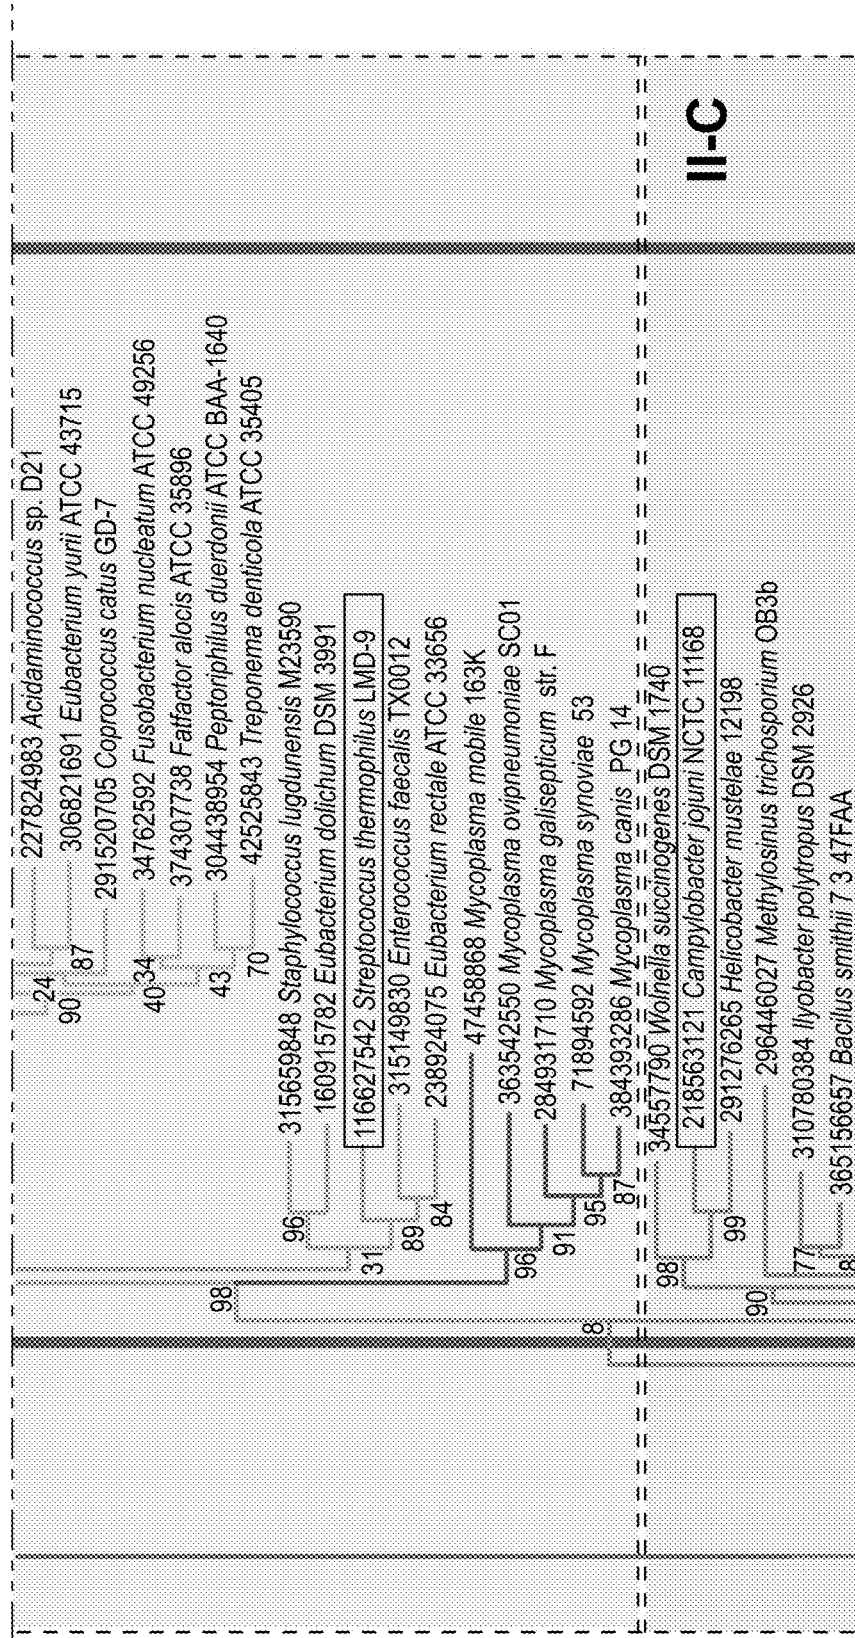 227824983 Acidaminococcus sp. D21
306821691 Eubacterium yurii ATCC 43715
291520705 Coprococcus catus GD-7
34762592 Fusobacterium nucleatum ATCC 49256
374307738 Fatfactor alocis ATCC 35896
304438954 Peptoriphilus duerdonii ATCC BAA-1640
42525843 Treponema denticola ATCC 35405
315659848 Staphylococcus lugdunensis M23590
160915782 Eubacterium dolichum DSM 3991
116627542 Streptococcus thermophilus LMD-9
315149830 Enterococcus faecalis TX0012
238924075 Eubacterium rectale ATCC 33656
47458868 Mycoplasma mobile 163K
363542550 Mycoplasma ovipneumoniae SC01
284931710 Mycoplasma galisepticum str. F
71894592 Mycoplasma synoviae 53
384393286 Mycoplasma canis PG 14
34557790 Wolnella succinogenes DSM 1740
218563121 Campylobacter jojuni NCTC 11168
291276265 Helicobacter mustelae 12198
296446027 Methylosinus trichosporium OB3b
310780384 Ilyobacter polytropus DSM 2926
365156657 Bacillus smithii 7 3 47FAA
II-C
24
90
87
40
34
43
70
96
31
89
84
98
96
91
95
87
8
98
99
90
77